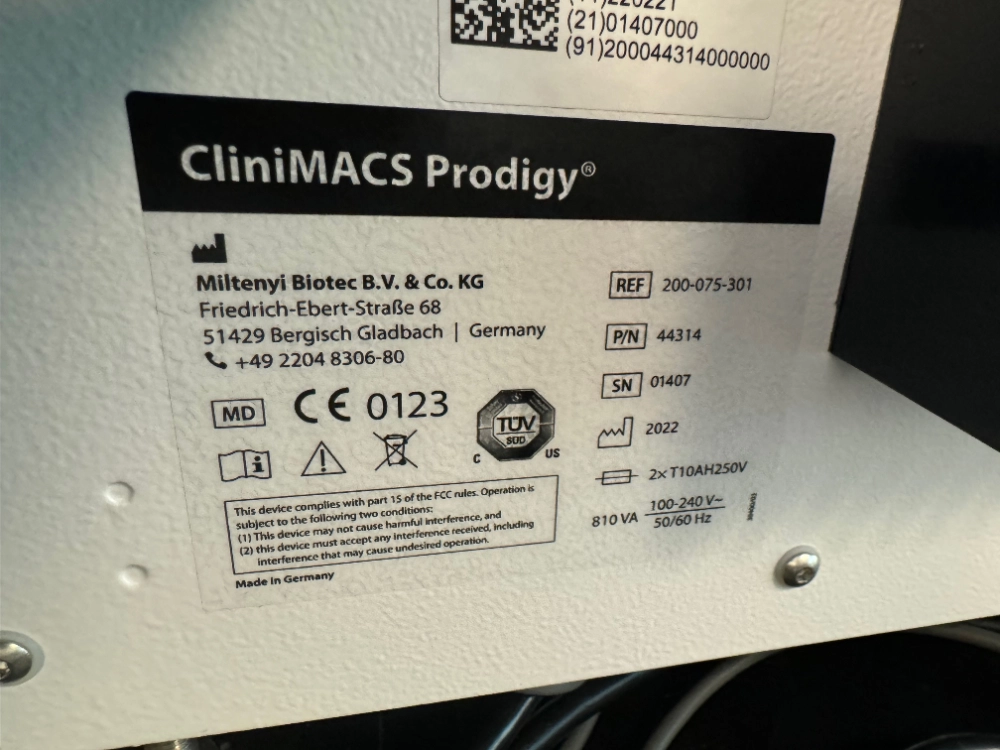 (21)01407000
(91)200044314000000
CliniMACS Prodigy®
Miltenyi Biotec B.V. & Co. KG
Friedrich-Ebert-Straße 68
51429 Bergisch Gladbach | Germany
+49 2204 8306-80
MD
CE 0123
TÜV
SÜD
C US
This device complies with part 15 of the FCC rules. Operation is
subject to the following two conditions:
(1) This device may not cause harmful interference, and
(2) this device must accept any interference received, including
interference that may cause undesired operation.
Made in Germany
REF 200-075-301
P/N 44314
SN 01407
2022
2x T10AH250V
810 VA 100-240 V~
50/60 Hz